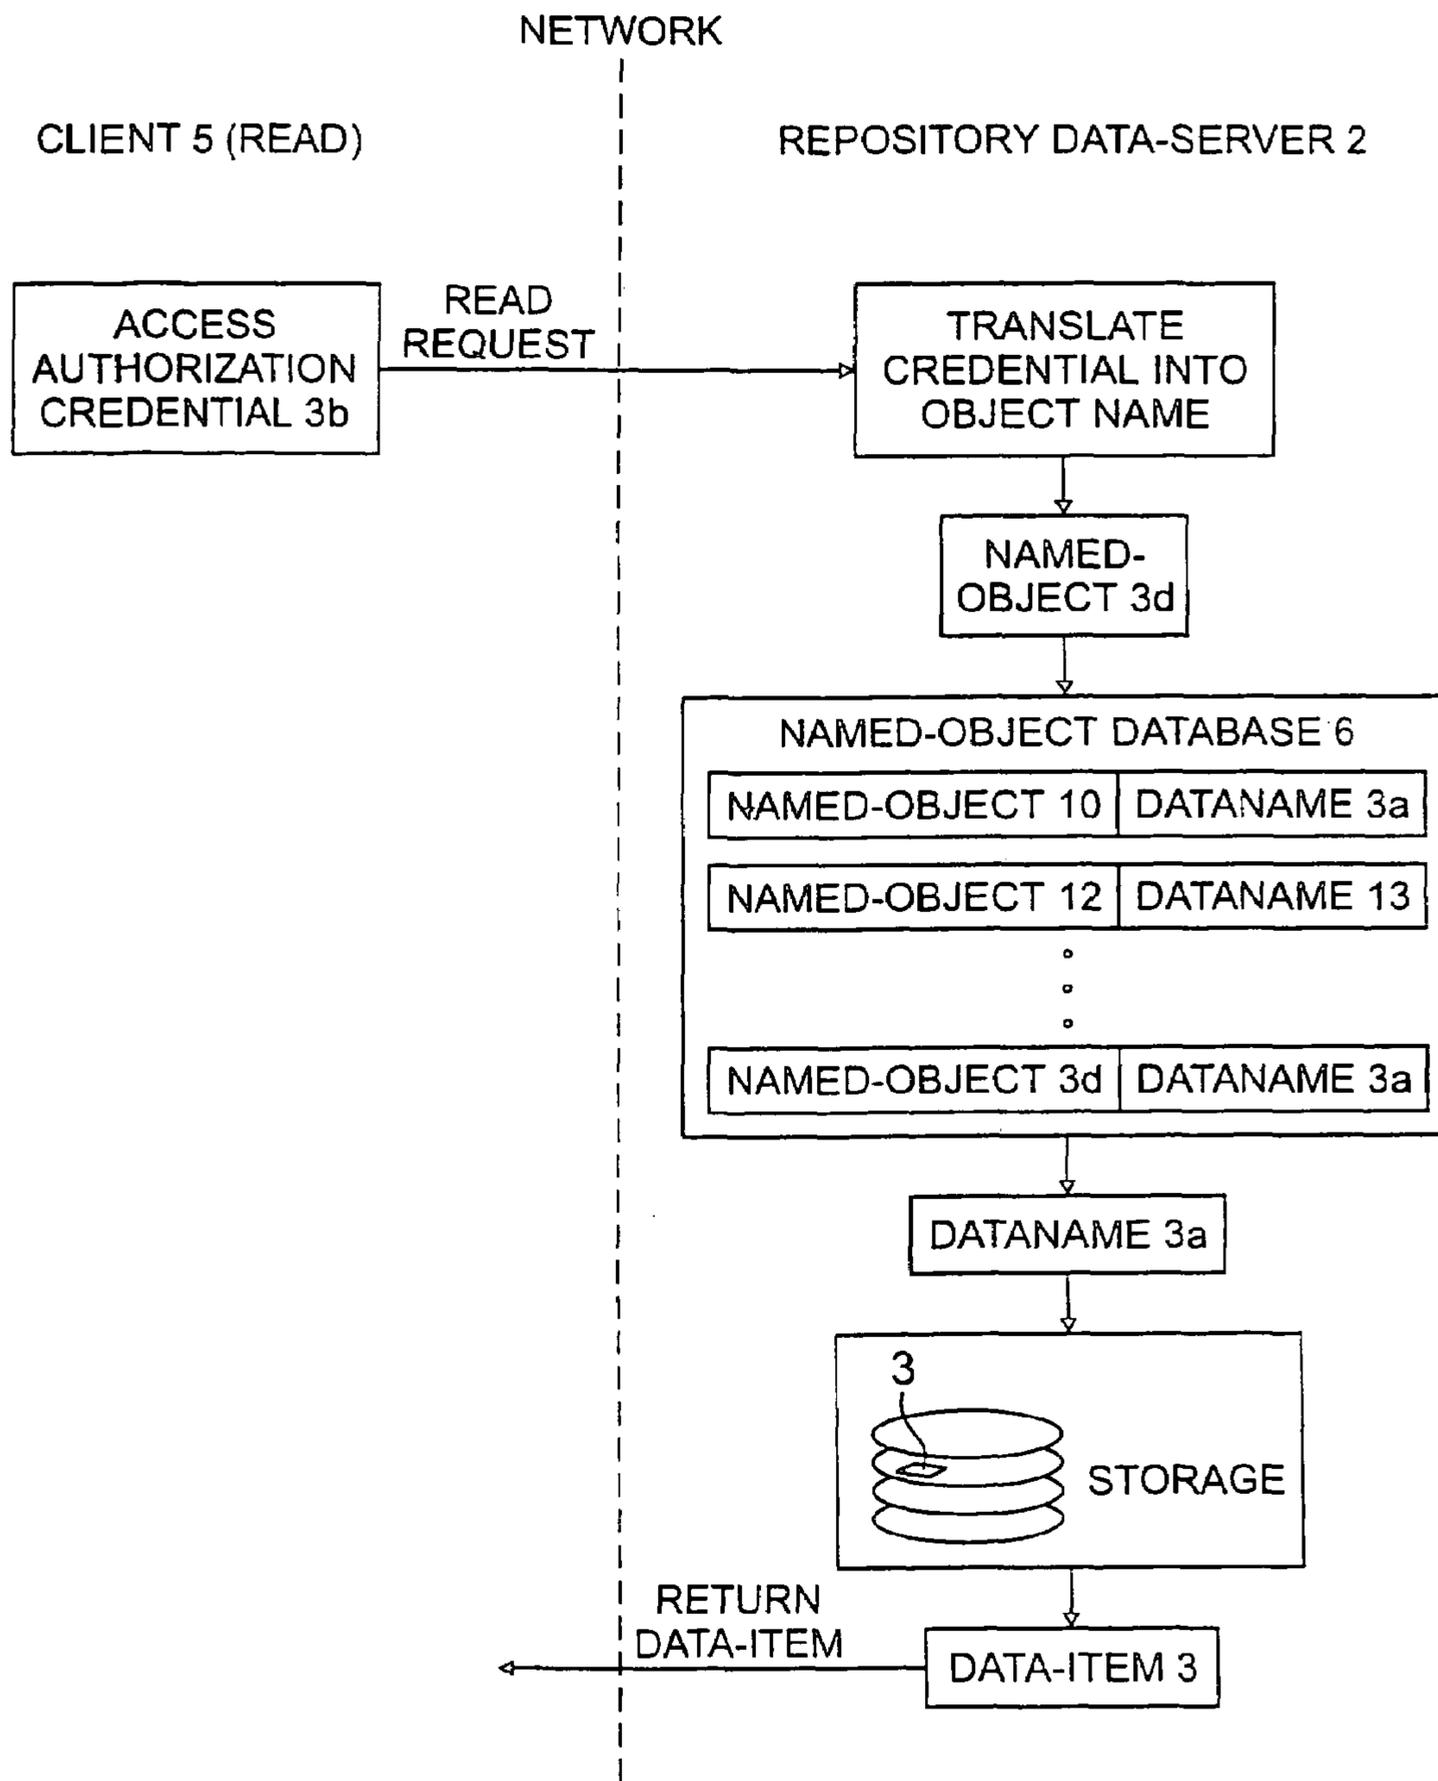 NETWORK
CLIENT 5 (READ)
REPOSITORY DATA-SERVER 2
ACCESS
AUTHORIZATION
CREDENTIAL 3b
READ
REQUEST
TRANSLATE
CREDENTIAL INTO
OBJECT NAME
NAMED-
OBJECT 3d
NAMED-OBJECT DATABASE 6
NAMED-OBJECT 10 DATANAME 3a
NAMED-OBJECT 12 DATANAME 13
NAMED-OBJECT 3d DATANAME 3a
DATANAME 3a
3
STORAGE
RETURN
DATA-ITEM
DATA-ITEM 3